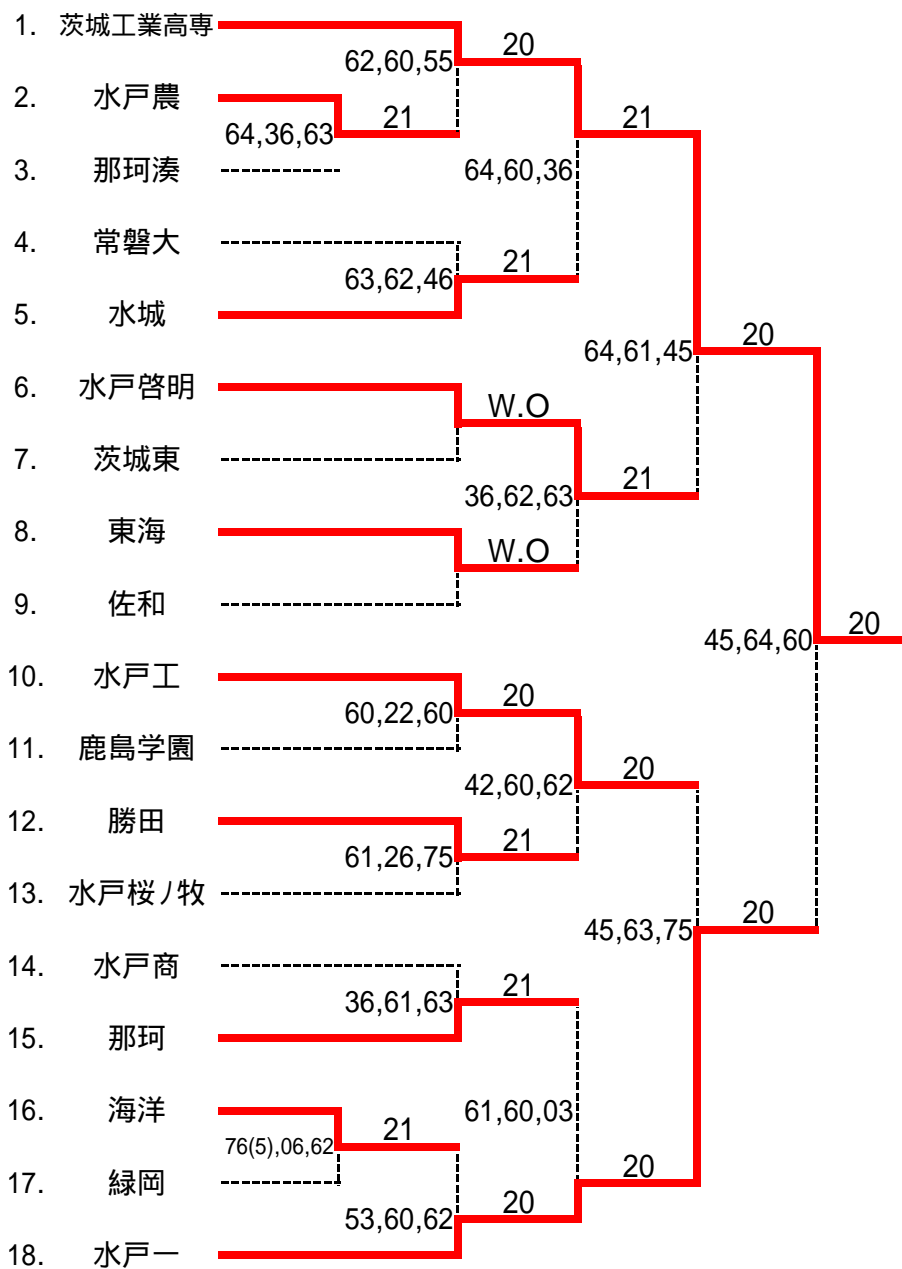 1. 茨城工業高専
20
62,60,55
2. 水戸農
21
21
64,36,63
3. 那珂湊
64,60,36
4. 常磐大
21
63,62,46
5. 水城
20
64,61,45
6. 水戸啓明
W.O
7. 茨城東
21
36,62,63
8. 東海
W.O
9. 佐和
20
45,64,60
10. 水戸工
20
60,22,60
11. 鹿島学園
20
42,60,62
12. 勝田
21
61,26,75
13. 水戸桜ノ牧
20
45,63,75
14. 水戸商
21
36,61,63
15. 那珂
16. 海洋
61,60,03
21
76(5),06,62
20
17. 緑岡
20
53,60,62
18. 水戸一